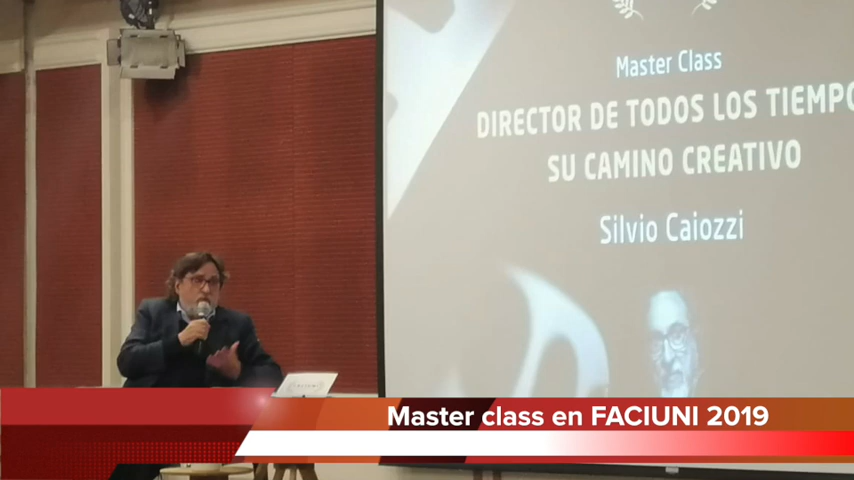 Master Class
DIRECTOR DE TODOS LOS TIEMPO
SU CAMINO CREATIVO
Silvio Caiozzi
Master class en FACIUNI 2019